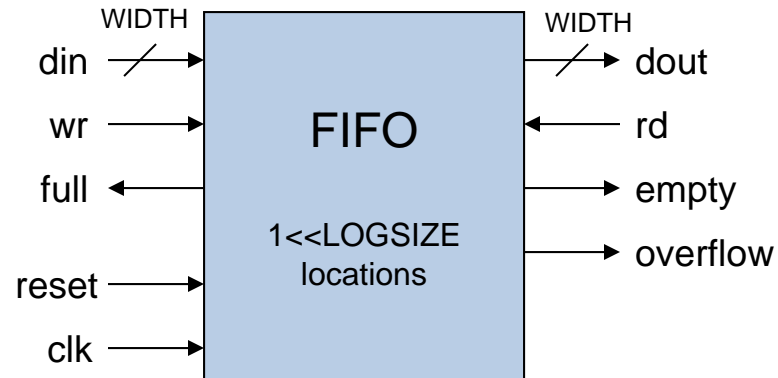 WIDTH
din
wr
full
reset
clk
FIFO
1<<LOGSIZE
locations
WIDTH
dout
rd
empty
overflow